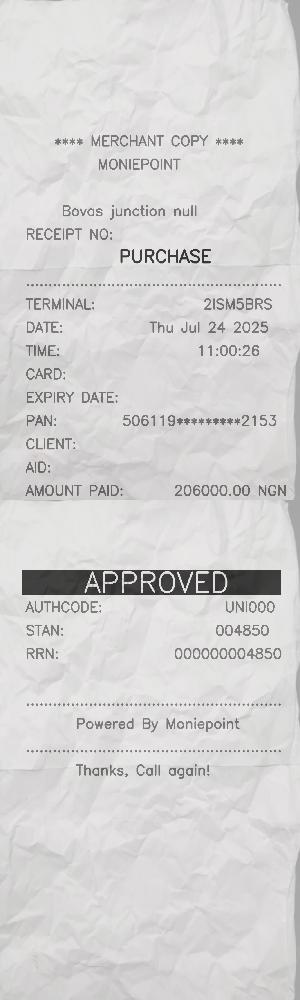 **** MERCHANT COPY ****
MONIEPOINT
Bovas junction null
RECEIPT NO:
PURCHASE
TERMINAL: 2ISM5BRS
DATE: Thu Jul 24 2025
TIME: 11:00:26
CARD:
EXPIRY DATE:
PAN: 506119*********2153
CLIENT:
AID:
AMOUNT PAID: 206000.00 NGN
APPROVED
AUTHCODE: UNI000
STAN: 004850
RRN: 000000004850
Powered By Moniepoint
Thanks, Call again!